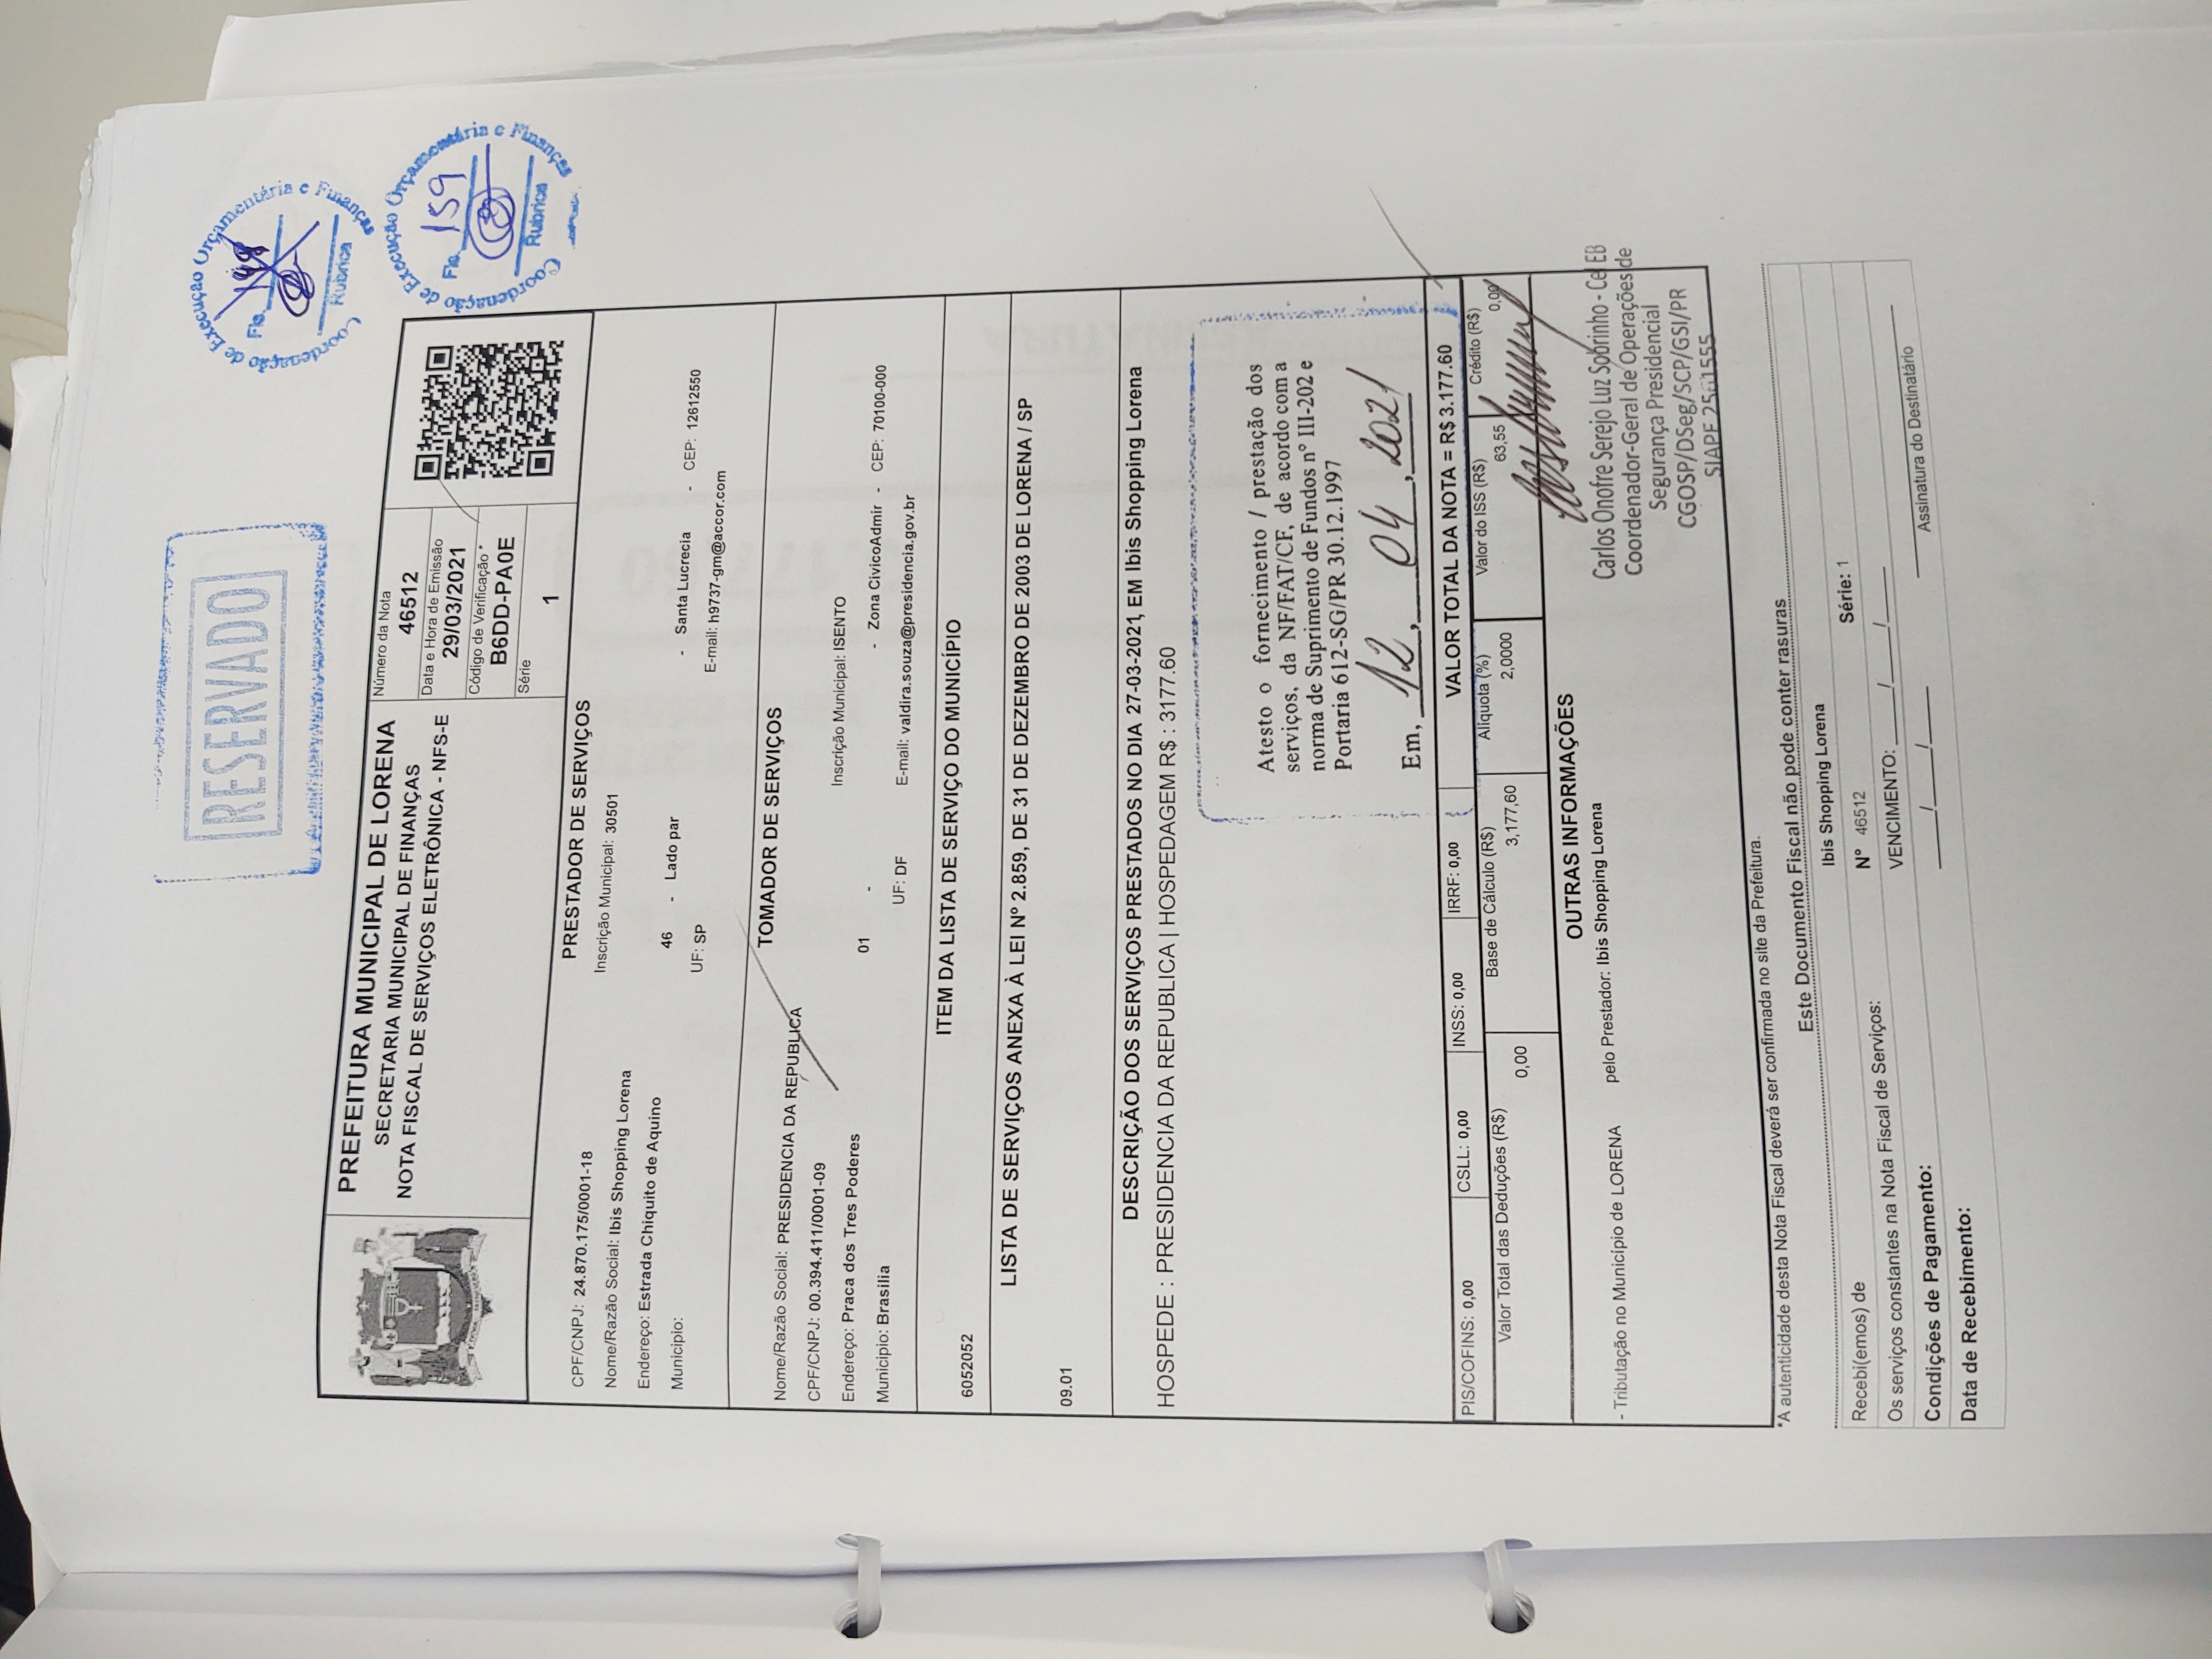 RESERVADO
Coordenação de Execução Orçamentária e Finanças
Fls. 148
Rubrica
Coordenação de Execução Orçamentária e Finanças
Fls. 159
Rubrica
PREFEITURA MUNICIPAL DE LORENA
SECRETARIA MUNICIPAL DE FINANÇAS
NOTA FISCAL DE SERVIÇOS ELETRÔNICA - NFS-E
Número da Nota
46512
Data e Hora de Emissão
29/03/2021
Código de Verificação *
B6DD-PA0E
Série
1
PRESTADOR DE SERVIÇOS
CPF/CNPJ: 24.870.175/0001-18
Inscrição Municipal: 30501
Nome/Razão Social: Ibis Shopping Lorena
Endereço: Estrada Chiquito de Aquino 46 - Lado par - Santa Lucrecia - CEP: 12612550
Municipio: UF: SP E-mail: h9737-gm@accor.com
TOMADOR DE SERVIÇOS
Nome/Razão Social: PRESIDENCIA DA REPUBLICA
CPF/CNPJ: 00.394.411/0001-09 Inscrição Municipal: ISENTO
Endereço: Praca dos Tres Poderes 01 - - Zona CivicoAdmir - CEP: 70100-000
Municipio: Brasilia UF: DF E-mail: valdira.souza@presidencia.gov.br
ITEM DA LISTA DE SERVIÇO DO MUNICÍPIO
6052052
LISTA DE SERVIÇOS ANEXA À LEI Nº 2.859, DE 31 DE DEZEMBRO DE 2003 DE LORENA / SP
09.01
DESCRIÇÃO DOS SERVIÇOS PRESTADOS NO DIA 27-03-2021, EM Ibis Shopping Lorena
HOSPEDE : PRESIDENCIA DA REPUBLICA | HOSPEDAGEM R$ : 3177.60
Atesto o fornecimento / prestação dos
serviços, da NF/FAT/CF, de acordo com a
norma de Suprimento de Fundos nº III-202 e
Portaria 612-SG/PR 30.12.1997
Em, 12, 04, 2021
PIS/COFINS: 0,00 CSLL: 0,00 INSS: 0,00 IRRF: 0,00 VALOR TOTAL DA NOTA = R$ 3.177.60
Valor Total das Deduções (R$) Base de Cálculo (R$) Alíquota (%) Valor do ISS (R$) Crédito (R$)
0,00 3,177,60 2,0000 63,55 0,00
OUTRAS INFORMAÇÕES
- Tributação no Município de LORENA pelo Prestador: Ibis Shopping Lorena
Carlos Onofre Serejo Luz Sobrinho - Cel EB
Coordenador-Geral de Operações de
Segurança Presidencial
CGOSP/DSeg/SCP/GSI/PR
SIAPE
*A autenticidade desta Nota Fiscal deverá ser confirmada no site da Prefeitura.
Este Documento Fiscal não pode conter rasuras
Recebi(emos) de Ibis Shopping Lorena
Os serviços constantes na Nota Fiscal de Serviços: Nº 46512 Série: 1
Condições de Pagamento: VENCIMENTO: ____/____/____
Data de Recebimento: ____/____/____
Assinatura do Destinatário